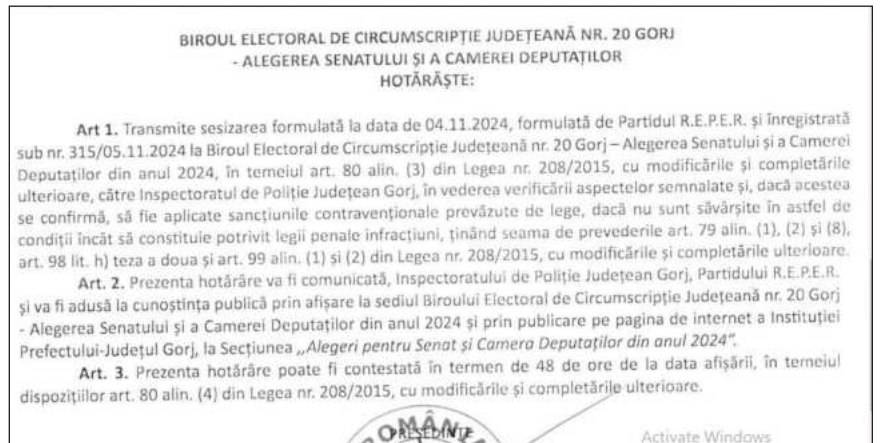 BIROUL ELECTORAL DE CIRCUMSCRIPȚIE JUDEȚEANĂ NR. 20 GORJ
- ALEGEREA SENATULUI ȘI A CAMEREI DEPUTAȚILOR
HOTĂRĂȘTE:
Art 1. Transmite sesizarea formulată la data de 04.11.2024, formulată de Partidul R.E.P.E.R. și înregistrată
sub nr. 315/05.11.2024 la Biroul Electoral de Circumscripție Județeană nr. 20 Gorj – Alegerea Senatului și a Camerei
Deputaților din anul 2024, în temeiul art. 80 alin. (3) din Legea nr. 208/2015, cu modificările și completările
ulterioare, către Inspectoratul de Poliție Județean Gorj, în vederea verificării aspectelor semnalate și, dacă acestea
se confirmă, să fie aplicate sancțiunile contravenționale prevăzute de lege, dacă nu sunt săvârșite în astfel de
condiții încât să constituie potrivit legii penale infracțiuni, ținând seama de prevederile art. 79 alin. (1), (2) și (8),
art. 98 lit. h) teza a doua și art. 99 alin. (1) și (2) din Legea nr. 208/2015, cu modificările și completările ulterioare.
Art. 2. Prezenta hotărâre va fi comunicată, Inspectoratului de Poliție Județean Gorj, Partidului R.E.P.E.R.
și va fi adusă la cunoștința publică prin afișare la sediul Biroului Electoral de Circumscripție Județeană nr. 20 Gorj
- Alegerea Senatului și a Camerei Deputaților din anul 2024 și prin publicare pe pagina de internet a Instituției
Prefectului-Județul Gorj, la Secțiunea „Alegeri pentru Senat și Camera Deputaților din anul 2024".
Art. 3. Prezenta hotărâre poate fi contestată în termen de 48 de ore de la data afișării, în temeiul
dispozițiilor art. 80 alin. (4) din Legea nr. 208/2015, cu modificările și completările ulterioare.
ROMÂNIA
PREȘEDINTE
Activate Windows